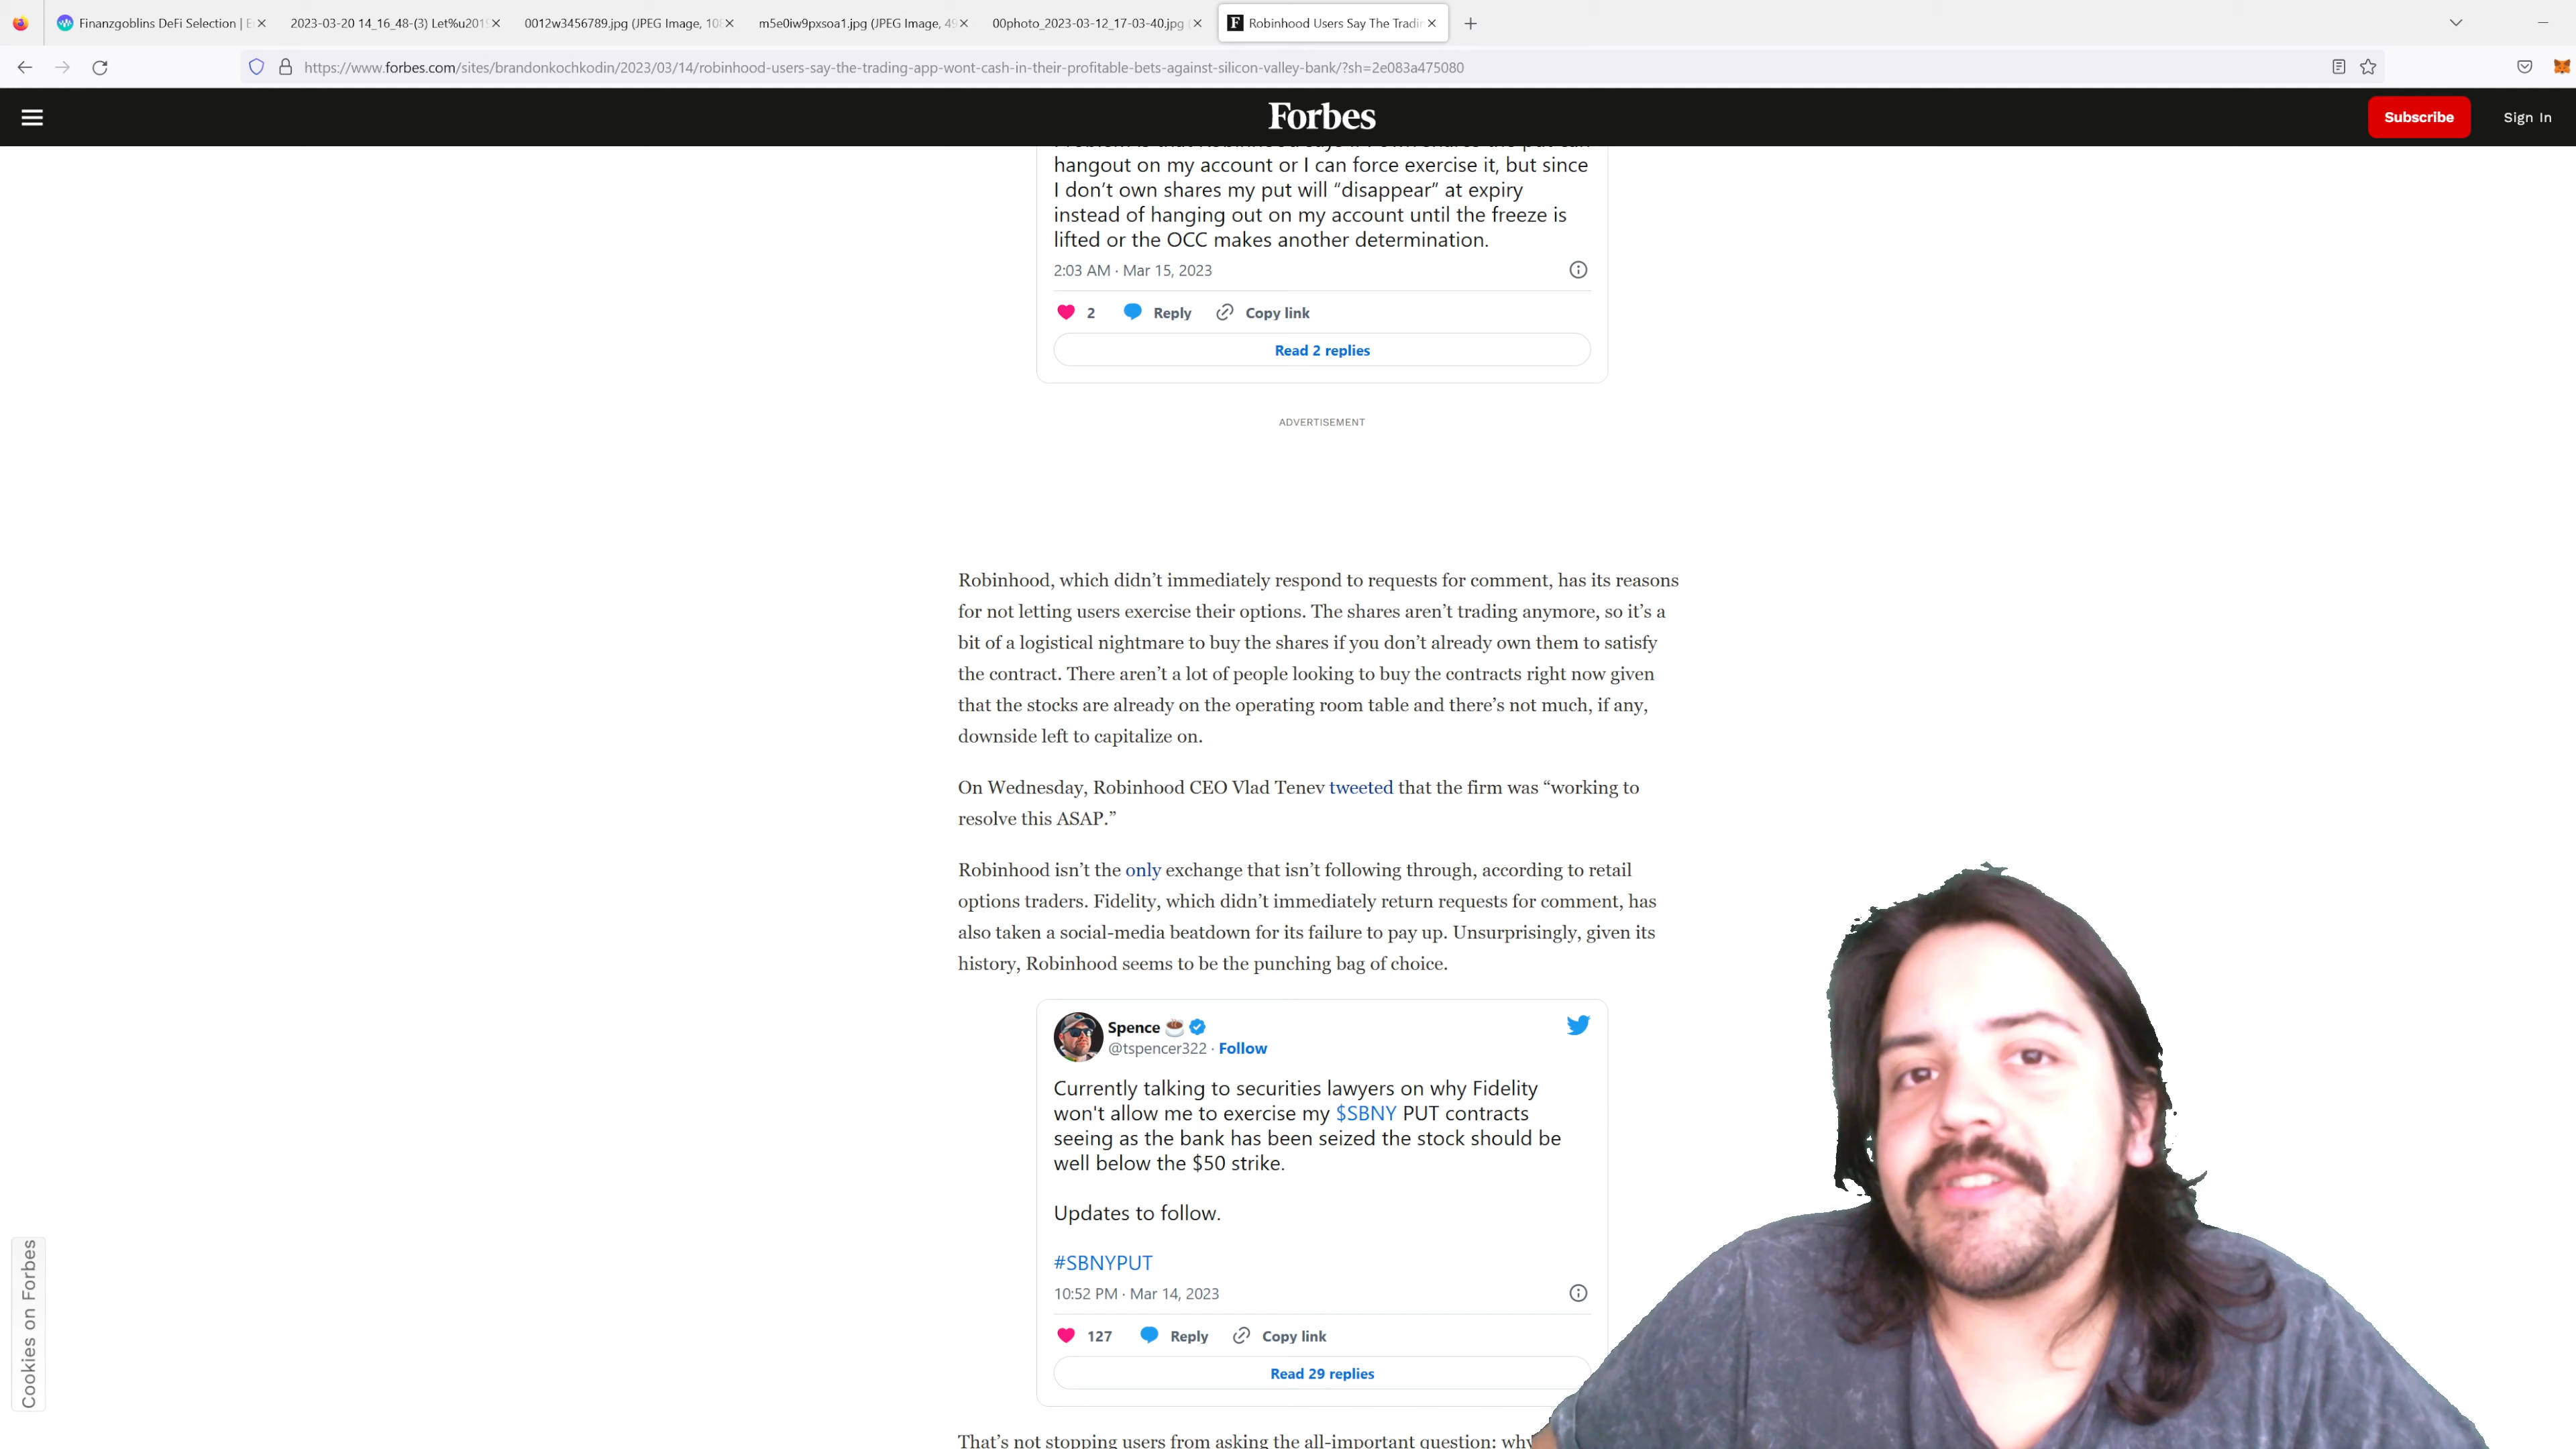 Finanzgoblins DeFi Selection | E
2023-03-20 14_16_48-(3) Let%u2019
0012w3456789.jpg (JPEG Image, 10
m5e0iw9pxsoa1.jpg (JPEG Image, 49
00photo_2023-03-12_17-03-40.jpg
Robinhood Users Say The Tradin
https://www.forbes.com/sites/brandonkochkodin/2023/03/14/robinhood-users-say-the-trading-app-wont-cash-in-their-profitable-bets-against-silicon-valley-bank/?sh=2e083a475080
Forbes
Subscribe
Sign In
hangout on my account or I can force exercise it, but since
I don’t own shares my put will “disappear” at expiry
instead of hanging out on my account until the freeze is
lifted or the OCC makes another determination.
2:03 AM · Mar 15, 2023
2 Reply Copy link
Read 2 replies
ADVERTISEMENT
Robinhood, which didn’t immediately respond to requests for comment, has its reasons
for not letting users exercise their options. The shares aren’t trading anymore, so it’s a
bit of a logistical nightmare to buy the shares if you don’t already own them to satisfy
the contract. There aren’t a lot of people looking to buy the contracts right now given
that the stocks are already on the operating room table and there’s not much, if any,
downside left to capitalize on.
On Wednesday, Robinhood CEO Vlad Tenev tweeted that the firm was “working to
resolve this ASAP.”
Robinhood isn’t the only exchange that isn’t following through, according to retail
options traders. Fidelity, which didn’t immediately return requests for comment, has
also taken a social-media beatdown for its failure to pay up. Unsurprisingly, given its
history, Robinhood seems to be the punching bag of choice.
Spence
@tspencer322 · Follow
Currently talking to securities lawyers on why Fidelity
won't allow me to exercise my $SBNY PUT contracts
seeing as the bank has been seized the stock should be
well below the $50 strike.
Updates to follow.
#SBNYPUT
10:52 PM · Mar 14, 2023
127 Reply Copy link
Read 29 replies
That’s not stopping users from asking the all-important question: why
Cookies on Forbes